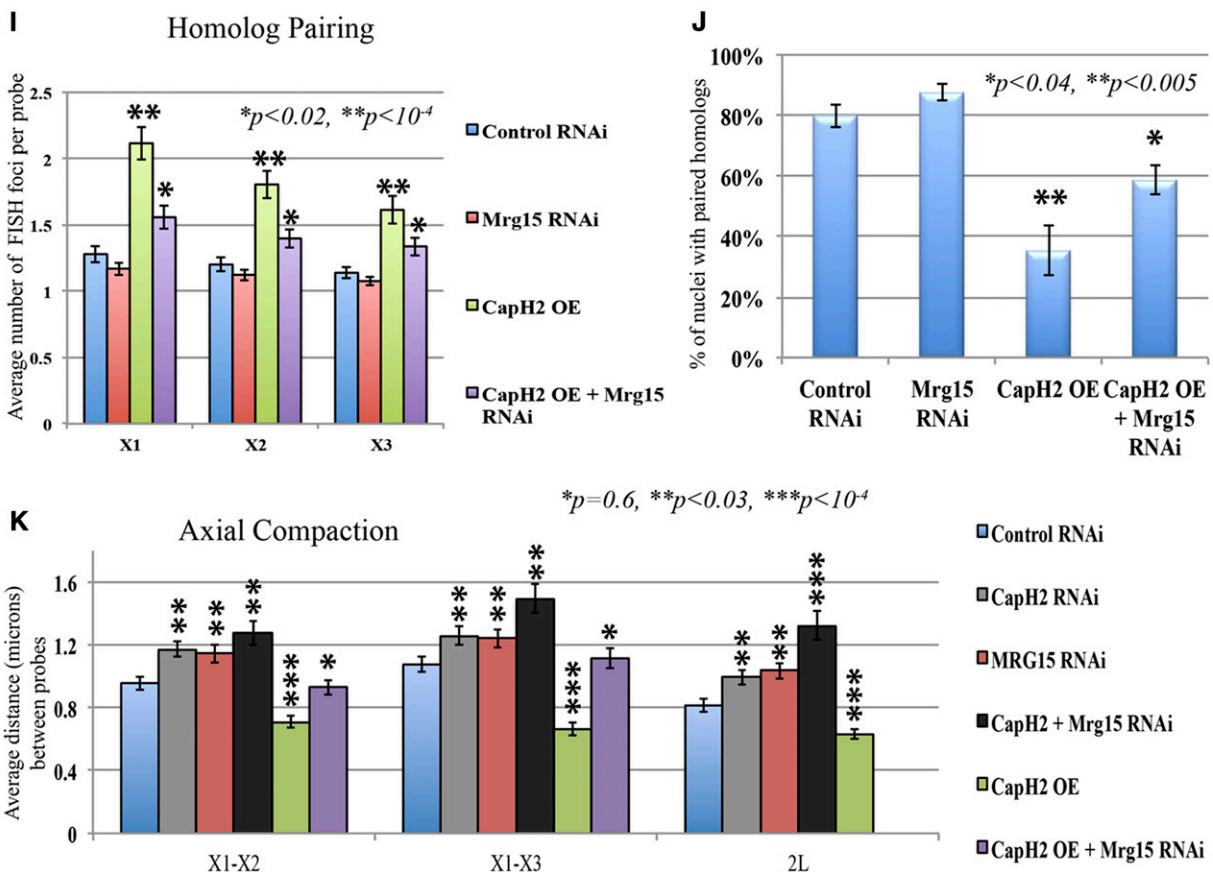 I
Homolog Pairing
Average number of FISH foci per probe
2.5
2
1.5
1
0.5
0
*p<0.02, **p<10-4
**
*
**
*
**
*
X1
X2
X3
Control RNAi
Mrg15 RNAi
CapH2 OE
CapH2 OE + Mrg15
RNAi
J
% of nuclei with paired homologs
100%
80%
60%
40%
20%
0%
*p<0.04, **p<0.005
**
*
Control
RNAi
Mrg15
RNAi
CapH2 OE
CapH2 OE
+ Mrg15
RNAi
K
Axial Compaction
*p=0.6, **p<0.03, ***p<10-4
Average distance (microns)
between probes
1.6
1.2
0.8
0.4
0
**
**
**
***
*
**
**
**
***
*
**
**
***
***
X1-X2
X1-X3
2L
Control RNAi
CapH2 RNAi
MRG15 RNAi
CapH2 + Mrg15 RNAi
CapH2 OE
CapH2 OE + Mrg15 RNAi